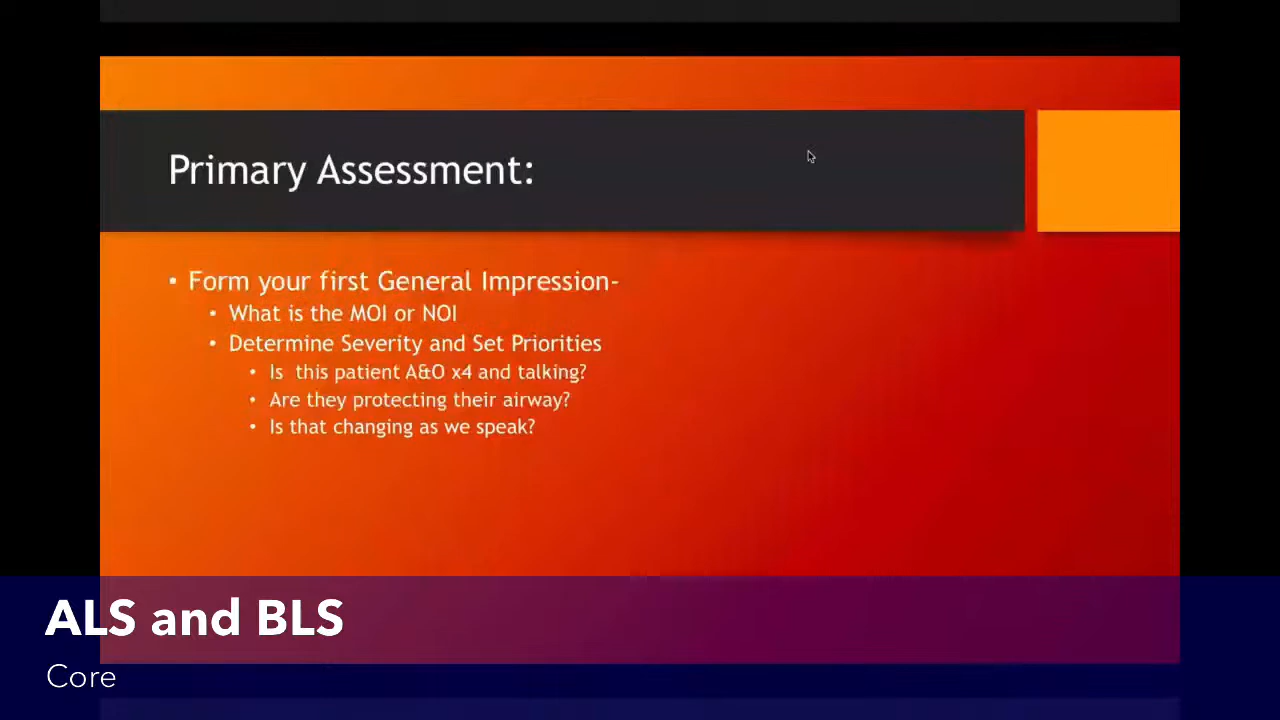 Primary Assessment:
• Form your first General Impression-
• What is the MOI or NOI
• Determine Severity and Set Priorities
• Is  this patient A&O x4 and talking?
• Are they protecting their airway?
• Is that changing as we speak?
ALS and BLS
Core